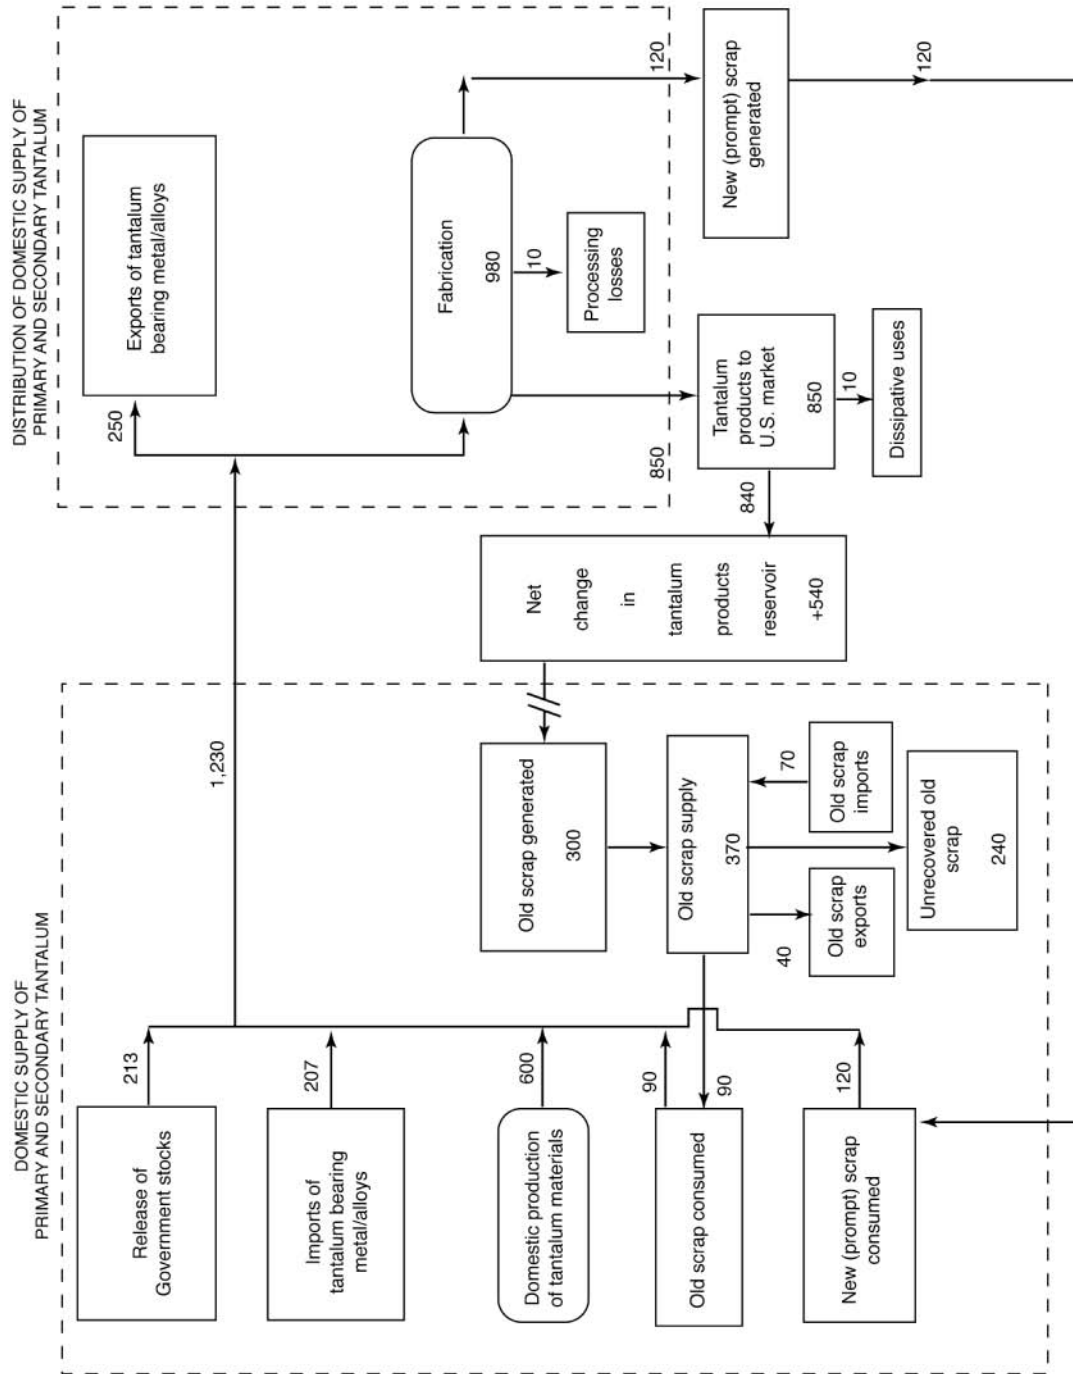 DOMESTIC SUPPLY OF
PRIMARY AND SECONDARY TANTALUM
DISTRIBUTION OF DOMESTIC SUPPLY OF
PRIMARY AND SECONDARY TANTALUM
Release of
Government stocks
213
Imports of
tantalum bearing
metal/alloys
207
Domestic production
of tantalum materials
600
Old scrap consumed
90
90
New (prompt) scrap
consumed
120
1,230
Old scrap generated
300
Old scrap supply
370
40
Old scrap
exports
70
Old scrap
imports
Unrecovered old
scrap
240
Net
change
in
tantalum
products
reservoir
+540
840
250
Exports of tantalum
bearing metal/alloys
Fabrication
980
10
Processing
losses
850
Tantalum
products to
U.S. market
850
10
Dissipative uses
120
New (prompt) scrap
generated
120